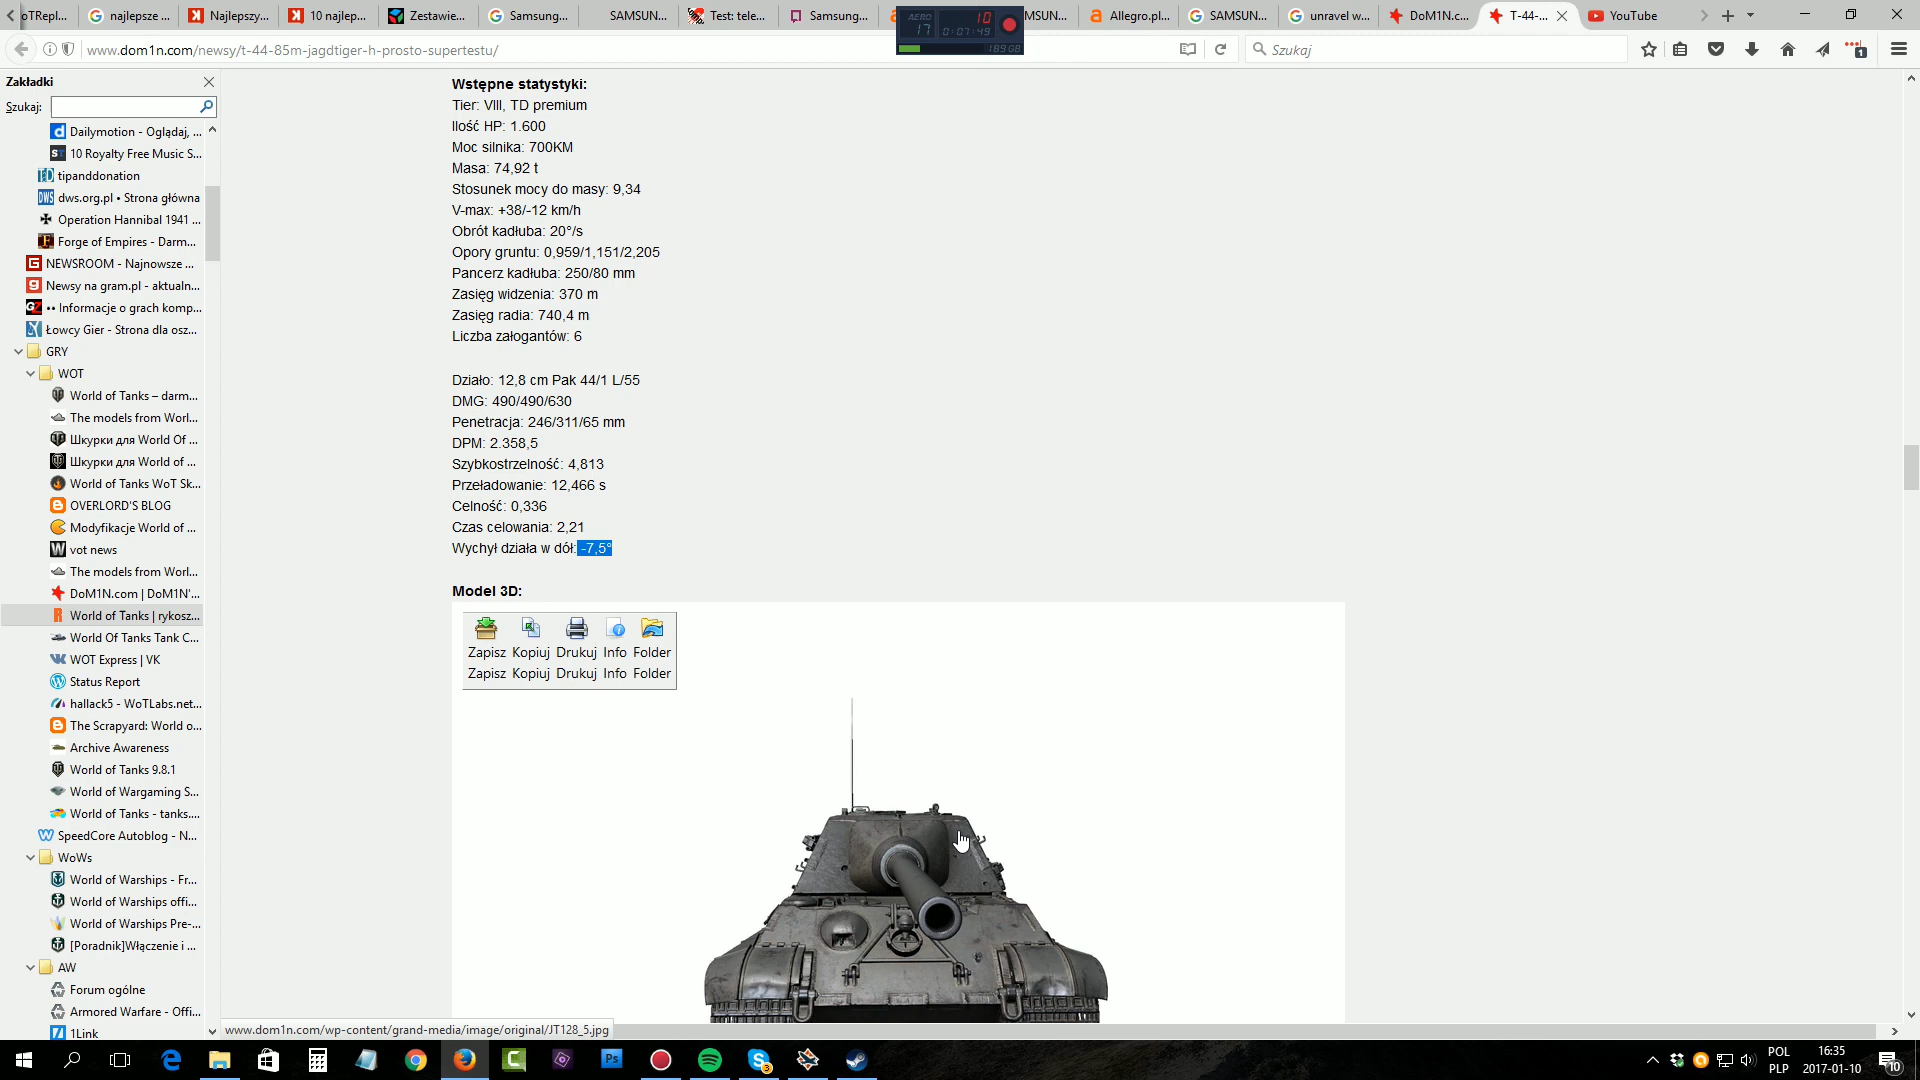 oTRepl...
najlepsze ...
Najlepszy...
10 najlep...
Zestawie...
Samsung...
SAMSUN...
Test: tele...
Samsung...
MSUN...
Allegro.pl...
SAMSUN...
unravel w...
DoM1N.c...
T-44-...
YouTube
AERO
17
10
0:07:49
189GB
www.dom1n.com/newsy/t-44-85m-jagdtiger-h-prosto-supertestu/
Szukaj
Zakładki
Szukaj:
Dailymotion - Oglądaj, ...
10 Royalty Free Music S...
tipanddonation
dws.org.pl • Strona główna
Operation Hannibal 1941 ...
Forge of Empires - Darm...
NEWSROOM - Najnowsze ...
Newsy na gram.pl - aktualn...
•• Informacje o grach komp...
Łowcy Gier - Strona dla osz...
GRY
WOT
World of Tanks – darm...
The models from Worl...
Шкурки для World Of ...
Шкурки для World of ...
World of Tanks WoT Sk...
OVERLORD'S BLOG
Modyfikacje World of ...
vot news
The models from Worl...
DoM1N.com | DoM1N'...
World of Tanks | rykosz...
World Of Tanks Tank C...
WOT Express | VK
Status Report
hallack5 - WoTLabs.net...
The Scrapyard: World o...
Archive Awareness
World of Tanks 9.8.1
World of Wargaming S...
World of Tanks - tanks....
SpeedCore Autoblog - N...
WoWs
World of Warships - Fr...
World of Warships offi...
World of Warships Pre-...
[Poradnik]Włączenie i ...
AW
Forum ogólne
Armored Warfare - Offi...
1Link
Wstępne statystyki:
Tier: VIII, TD premium
Ilość HP: 1.600
Moc silnika: 700KM
Masa: 74,92 t
Stosunek mocy do masy: 9,34
V-max: +38/-12 km/h
Obrót kadłuba: 20°/s
Opory gruntu: 0,959/1,151/2,205
Pancerz kadłuba: 250/80 mm
Zasięg widzenia: 370 m
Zasięg radia: 740,4 m
Liczba załogantów: 6
Działo: 12,8 cm Pak 44/1 L/55
DMG: 490/490/630
Penetracja: 246/311/65 mm
DPM: 2.358,5
Szybkostrzelność: 4,813
Przeładowanie: 12,466 s
Celność: 0,336
Czas celowania: 2,21
Wychył działa w dół: -7,5°
Model 3D:
Zapisz Kopiuj Drukuj Info Folder
Zapisz Kopiuj Drukuj Info Folder
www.dom1n.com/wp-content/grand-media/image/original/JT128_5.jpg
POL
PLP
16:35
2017-01-10
10